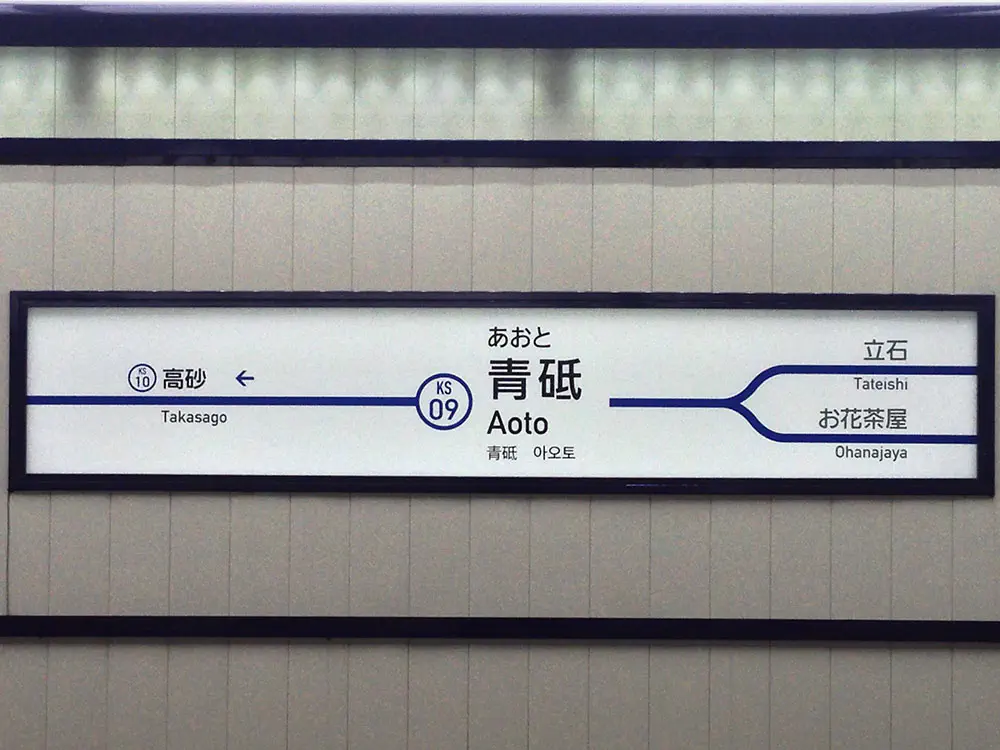 KS
10
高砂 ←
Takasago
KS
09
あおと
青砥
Aoto
青砥 아오토
立石
Tateishi
お花茶屋
Ohanajaya